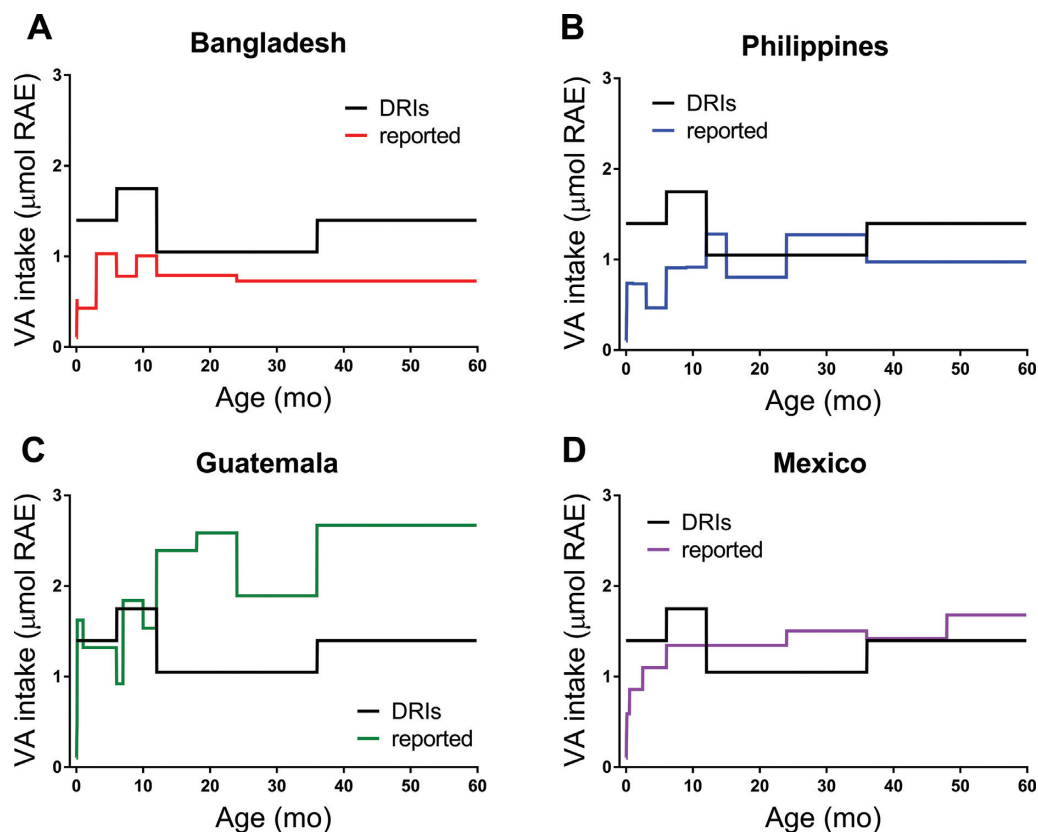 A
Bangladesh
3
2
1
0
VA intake (µmol RAE)
DRIs
reported
0 10 20 30 40 50 60
Age (mo)
B
Philippines
3
2
1
0
VA intake (µmol RAE)
DRIs
reported
0 10 20 30 40 50 60
Age (mo)
C
Guatemala
3
2
1
0
VA intake (µmol RAE)
DRIs
reported
0 10 20 30 40 50 60
Age (mo)
D
Mexico
3
2
1
0
VA intake (µmol RAE)
DRIs
reported
0 10 20 30 40 50 60
Age (mo)